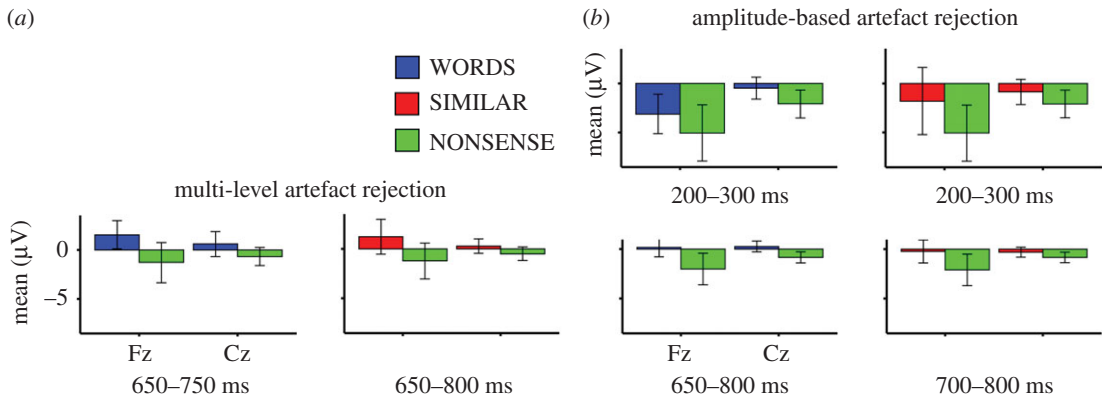 (a)
WORDS
SIMILAR
NONSENSE
multi-level artefact rejection
mean (µV)
0
–5
Fz Cz
650–750 ms 650–800 ms
(b)
amplitude-based artefact rejection
mean (µV)
200–300 ms 200–300 ms
Fz Cz
650–800 ms 700–800 ms